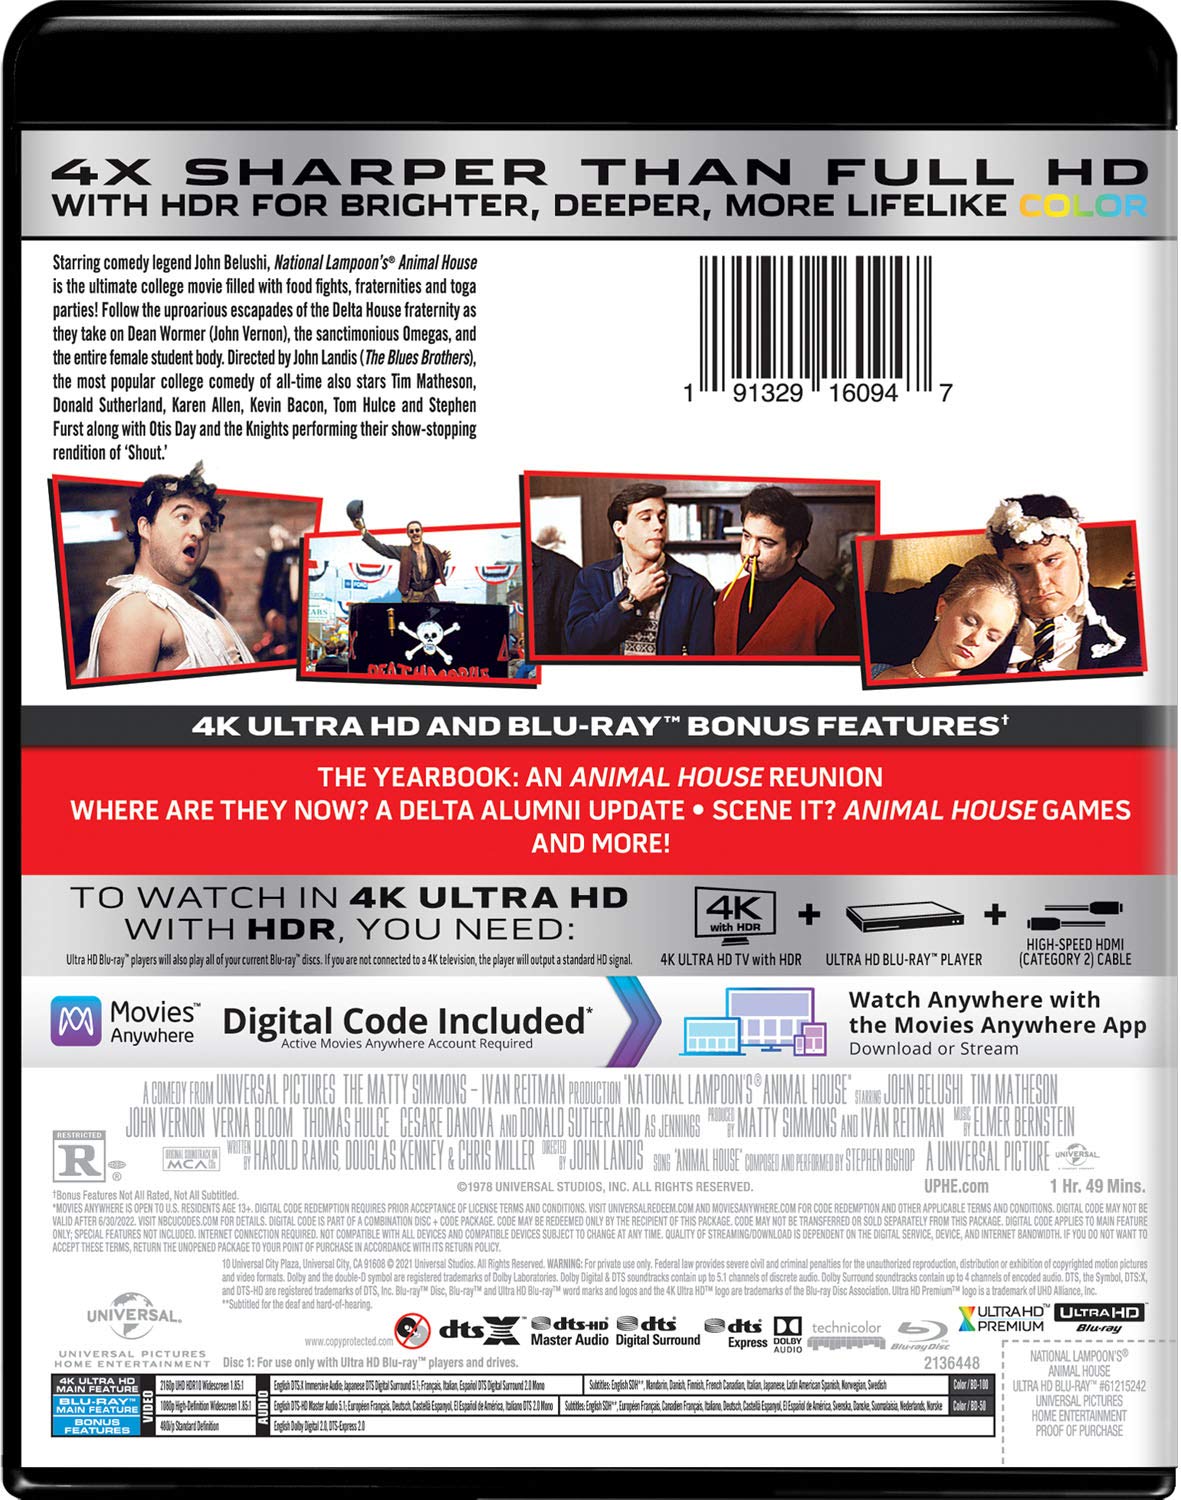 4X SHARPER THAN FULL HD
WITH HDR FOR BRIGHTER, DEEPER, MORE LIFELIKE COLOR
Starring comedy legend John Belushi, National Lampoon's® Animal House
is the ultimate college movie filled with food fights, fraternities and toga
parties! Follow the uproarious escapades of the Delta House fraternity as
they take on Dean Wormer (John Vernon), the sanctimonious Omegas, and
the entire female student body. Directed by John Landis (The Blues Brothers),
the most popular college comedy of all-time also stars Tim Matheson,
Donald Sutherland, Karen Allen, Kevin Bacon, Tom Hulce and Stephen
Furst along with Otis Day and the Knights performing their show-stopping
rendition of 'Shout.'
1 91329 16094 7
FORD
DEATHMOBILE
4K ULTRA HD AND BLU-RAY™ BONUS FEATURES†
THE YEARBOOK: AN ANIMAL HOUSE REUNION
WHERE ARE THEY NOW? A DELTA ALUMNI UPDATE • SCENE IT? ANIMAL HOUSE GAMES
AND MORE!
TO WATCH IN 4K ULTRA HD
WITH HDR, YOU NEED:
Ultra HD Blu-ray™ players will also play all of your current Blu-ray™ discs. If you are not connected to a 4K television, the player will output a standard HD signal.
4K
with HDR
+
+
4K ULTRA HD TV with HDR
ULTRA HD BLU-RAY™ PLAYER
HIGH-SPEED HDMI
(CATEGORY 2) CABLE
Movies™
Anywhere
Digital Code Included*
Active Movies Anywhere Account Required
Watch Anywhere with
the Movies Anywhere App
Download or Stream
A COMEDY FROM UNIVERSAL PICTURES THE MATTY SIMMONS – IVAN REITMAN PRODUCTION "NATIONAL LAMPOON'S® ANIMAL HOUSE" STARRING JOHN BELUSHI TIM MATHESON
JOHN VERNON VERNA BLOOM THOMAS HULCE CESARE DANOVA AND DONALD SUTHERLAND AS JENNINGS PRODUCED BY MATTY SIMMONS AND IVAN REITMAN MUSIC BY ELMER BERNSTEIN
RESTRICTED
R
®
ORIGINAL SOUNDTRACK ON
MCA
WRITTEN BY HAROLD RAMIS, DOUGLAS KENNEY & CHRIS MILLER DIRECTED BY JOHN LANDIS SONG "ANIMAL HOUSE" COMPOSED AND PERFORMED BY STEPHEN BISHOP A UNIVERSAL PICTURE UNIVERSAL
©1978 UNIVERSAL STUDIOS, INC. ALL RIGHTS RESERVED.
UPHE.com
1 Hr. 49 Mins.
†Bonus Features Not All Rated, Not All Subtitled.
*MOVIES ANYWHERE IS OPEN TO U.S. RESIDENTS AGE 13+. DIGITAL CODE REDEMPTION REQUIRES PRIOR ACCEPTANCE OF LICENSE TERMS AND CONDITIONS. VISIT UNIVERSALREDEEM.COM AND MOVIESANYWHERE.COM FOR CODE REDEMPTION AND OTHER APPLICABLE TERMS AND CONDITIONS. DIGITAL CODE MAY NOT BE
VALID AFTER 6/30/2022. VISIT NBCUCODES.COM FOR DETAILS. DIGITAL CODE IS PART OF A COMBINATION DISC + CODE PACKAGE. CODE MAY BE REDEEMED ONLY BY THE RECIPIENT OF THIS PACKAGE. CODE MAY NOT BE TRANSFERRED OR SOLD SEPARATELY FROM THIS PACKAGE. DIGITAL CODE APPLIES TO MAIN FEATURE
ONLY; SPECIAL FEATURES NOT INCLUDED. INTERNET CONNECTION REQUIRED. NOT COMPATIBLE WITH ALL DEVICES AND COMPATIBLE DEVICES SUBJECT TO CHANGE AT ANY TIME. QUALITY OF STREAMING/DOWNLOAD IS DEPENDENT ON THE DIGITAL SERVICE, DEVICE, AND INTERNET BANDWIDTH. IF YOU DO NOT WANT TO
ACCEPT THESE TERMS, RETURN THE UNOPENED PACKAGE TO YOUR POINT OF PURCHASE IN ACCORDANCE WITH ITS RETURN POLICY.
10 Universal City Plaza, Universal City, CA 91608 © 2021 Universal Studios. All Rights Reserved. WARNING: For private use only. Federal law provides severe civil and criminal penalties for the unauthorized reproduction, distribution or exhibition of copyrighted motion pictures
and video formats. Dolby and the double-D symbol are registered trademarks of Dolby Laboratories. Dolby Digital & DTS soundtracks contain up to 5.1 channels of discrete audio. Dolby Surround soundtracks contain up to 4 channels of encoded audio. DTS, the Symbol, DTS:X,
and DTS-HD are registered trademarks of DTS, Inc. Blu-ray™ Disc, Blu-ray™ and Ultra HD Blu-ray™ word marks and logos and the 4K Ultra HD™ logo are trademarks of the Blu-ray Disc Association. Ultra HD Premium™ logo is a trademark of UHD Alliance, Inc.
**Subtitled for the deaf and hard-of-hearing.
UNIVERSAL
UNIVERSAL PICTURES
HOME ENTERTAINMENT
www.copyprotected.com
dts X
dts-HD
Master Audio
dts
Digital Surround
dts
Express
DOLBY
AUDIO
technicolor
Blu-ray Disc
ULTRA HD™
PREMIUM
ULTRA HD
Blu-ray
Disc 1: For use only with Ultra HD Blu-ray™ players and drives.
2136448
4K ULTRA HD
MAIN FEATURE
BLU-RAY™
MAIN FEATURE
BONUS
FEATURES
VIDEO
2160p UHD HDR10 Widescreen 1.85:1
1080p High-Definition Widescreen 1.85:1
480i/p Standard Definition
AUDIO
English DTS:X Immersive Audio; Japanese DTS Digital Surround 5.1; Français, Italian, Español DTS Digital Surround 2.0 Mono
Subtitles: English SDH**, Mandarin, Danish, Finnish, French Canadian, Italian, Japanese, Latin American Spanish, Norwegian, Swedish
Color / BD-100
English DTS-HD Master Audio 5.1; Européen Français, Deutsch, Castellà Espanyol, El Español de América, Italiano DTS 2.0 Mono
Subtitles: English SDH**, Européen Français, Canadien Français, Italiano, Deutsch, Castellà Espanyol, El Español de América, Svenska, Danske, Suomalaisia, Nederlands, Norske
Color / BD-50
English Dolby Digital 2.0, DTS-Express 2.0
NATIONAL LAMPOON'S®
ANIMAL HOUSE
ULTRA HD BLU-RAY™ #61215242
UNIVERSAL PICTURES
HOME ENTERTAINMENT
PROOF OF PURCHASE